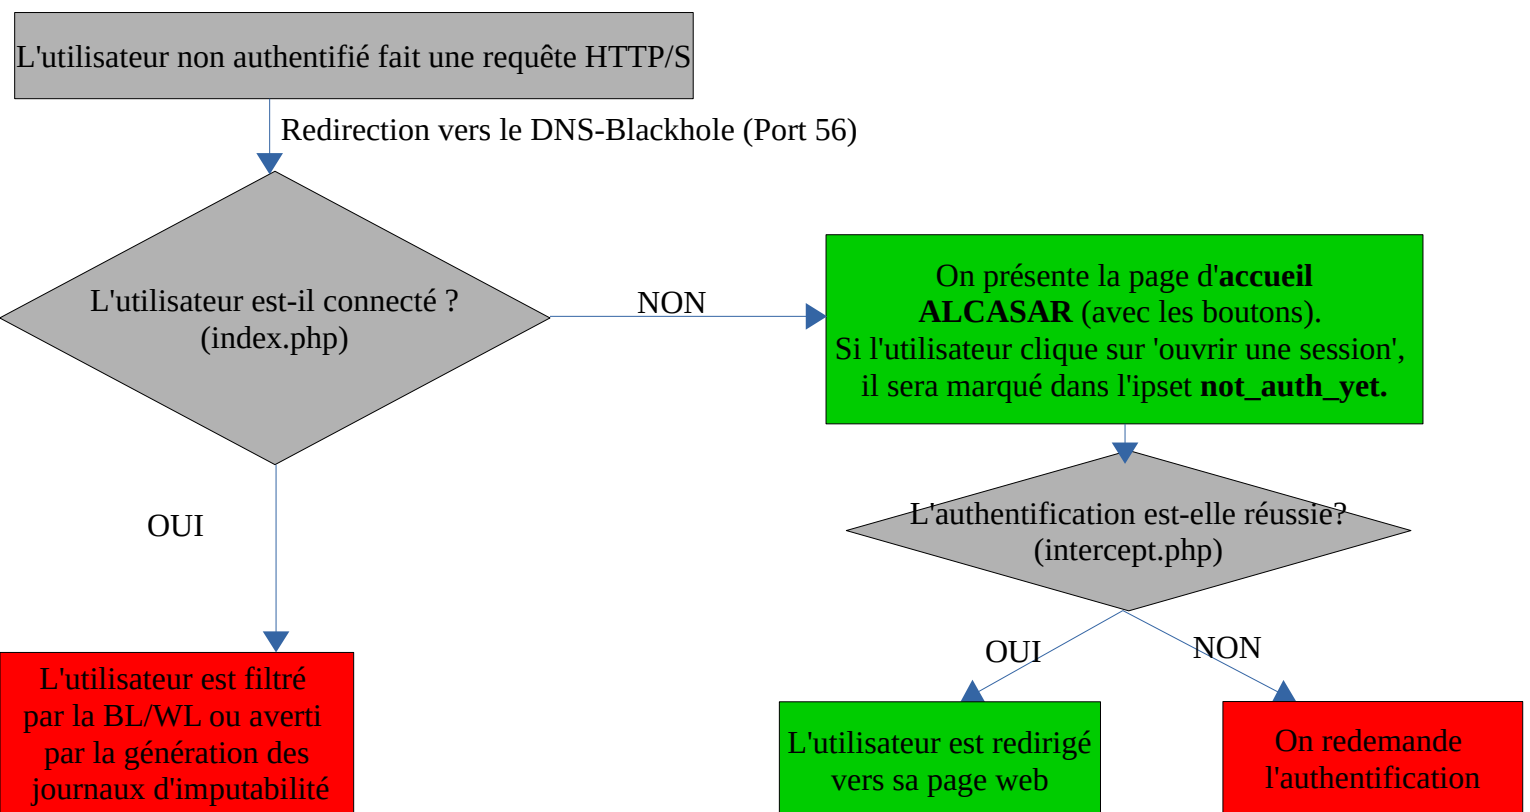 L'utilisateur non authentifié fait une requête HTTP/S
Redirection vers le DNS-Blackhole (Port 56)
L'utilisateur est-il connecté ?
(index.php)
NON
On présente la page d'accueil
ALCASAR (avec les boutons).
Si l'utilisateur clique sur 'ouvrir une session',
il sera marqué dans l'ipset not_auth_yet.
OUI
L'authentification est-elle réussie?
(intercept.php)
OUI
NON
L'utilisateur est filtré
par la BL/WL ou averti
par la génération des
journaux d'imputabilité
L'utilisateur est redirigé
vers sa page web
On redemande
l'authentification